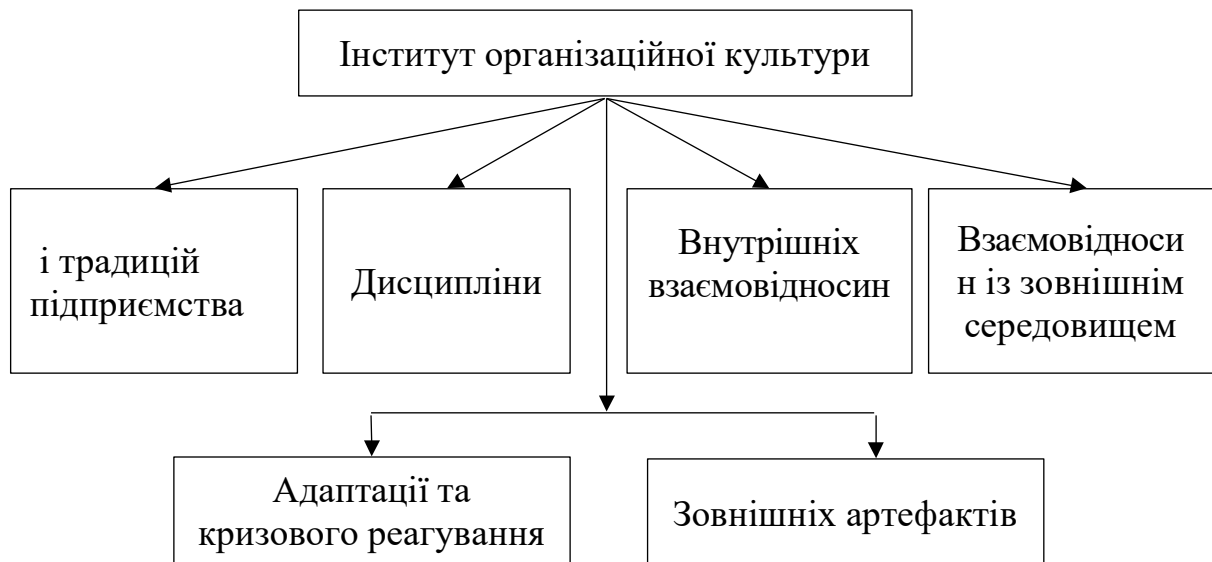 Інститут організаційної культури
і традицій
підприємства
Дисципліни
Внутрішніх
взаємовідносин
Взаємовідноси
н із зовнішнім
середовищем
Адаптації та
кризового реагування
Зовнішніх артефактів